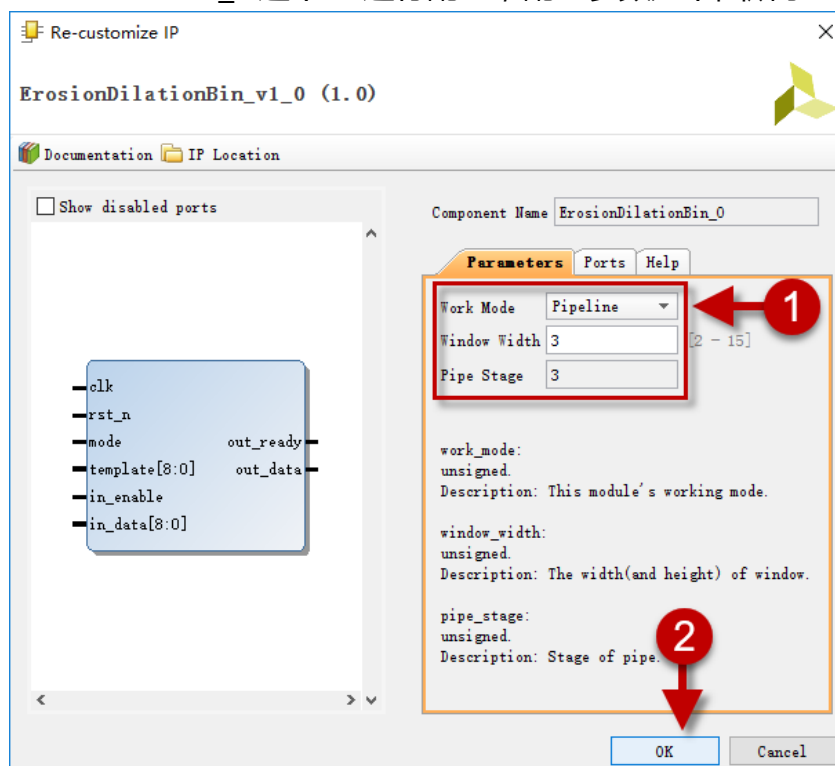 Re-customize IP
ErosionDilationBin_v1_0 (1.0)
Documentation IP Location
Show disabled ports
clk
rst_n
mode
template[8:0]
in_enable
in_data[8:0]
out_ready
out_data
Component Name ErosionDilationBin_0
Parameters Ports Help
Work Mode Pipeline
1
Window Width 3 [2 - 15]
Pipe Stage 3
work_mode:
unsigned.
Description: This module's working mode.
window_width:
unsigned.
Description: The width(and height) of window.
pipe_stage:
unsigned.
Description: Stage of pipe.
2
OK Cancel